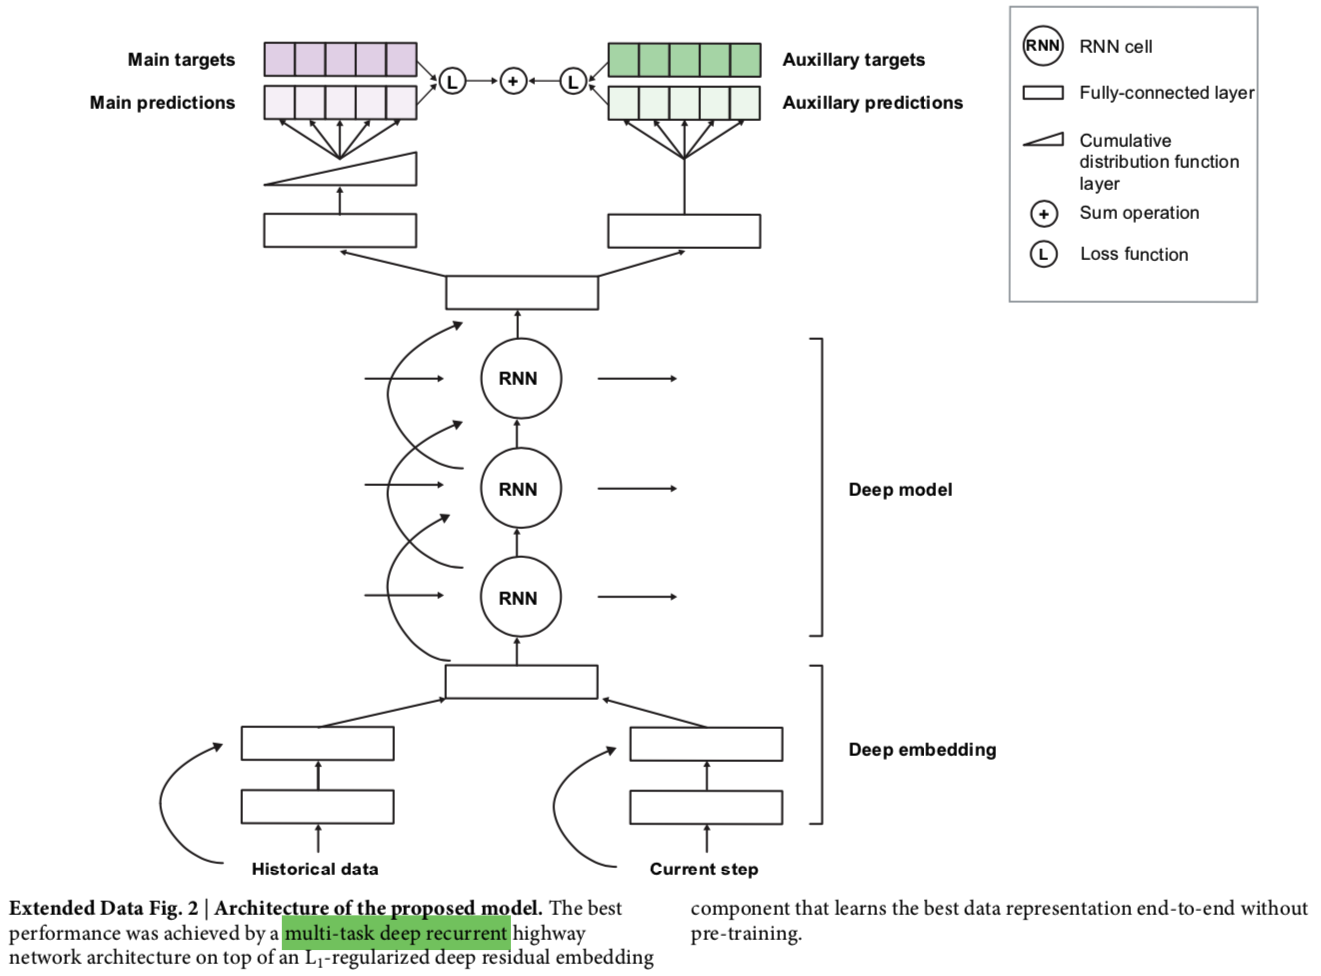 Main targets
Main predictions
L
+
L
Auxillary targets
Auxillary predictions
RNN
RNN cell
Fully-connected layer
Cumulative
distribution function
layer
+
Sum operation
L
Loss function
RNN
RNN
RNN
Deep model
Deep embedding
Historical data
Current step
Extended Data Fig. 2 | Architecture of the proposed model. The best
performance was achieved by a multi-task deep recurrent highway
network architecture on top of an L₁-regularized deep residual embedding
component that learns the best data representation end-to-end without
pre-training.